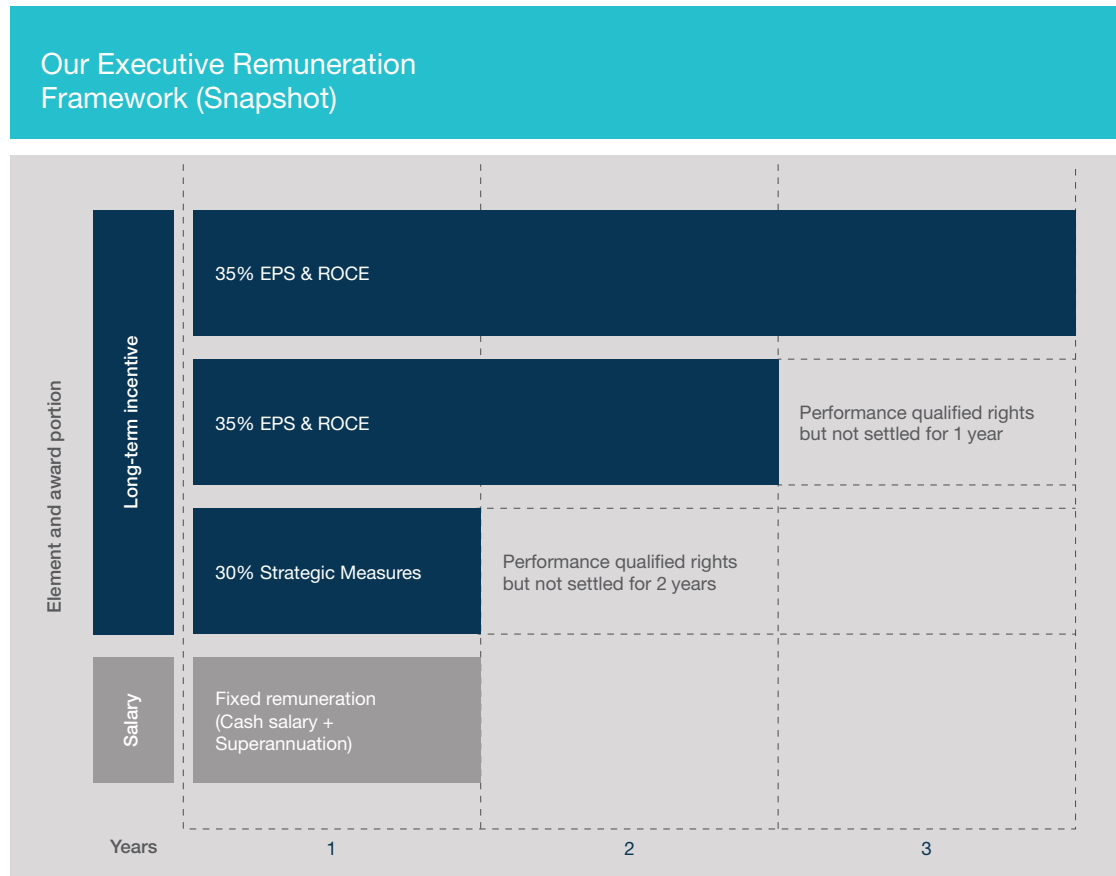 Our Executive Remuneration
Framework (Snapshot)
Element and award portion
Long-term incentive
35% EPS & ROCE
35% EPS & ROCE
Performance qualified rights
but not settled for 1 year
30% Strategic Measures
Performance qualified rights
but not settled for 2 years
Salary
Fixed remuneration
(Cash salary +
Superannuation)
Years
1
2
3